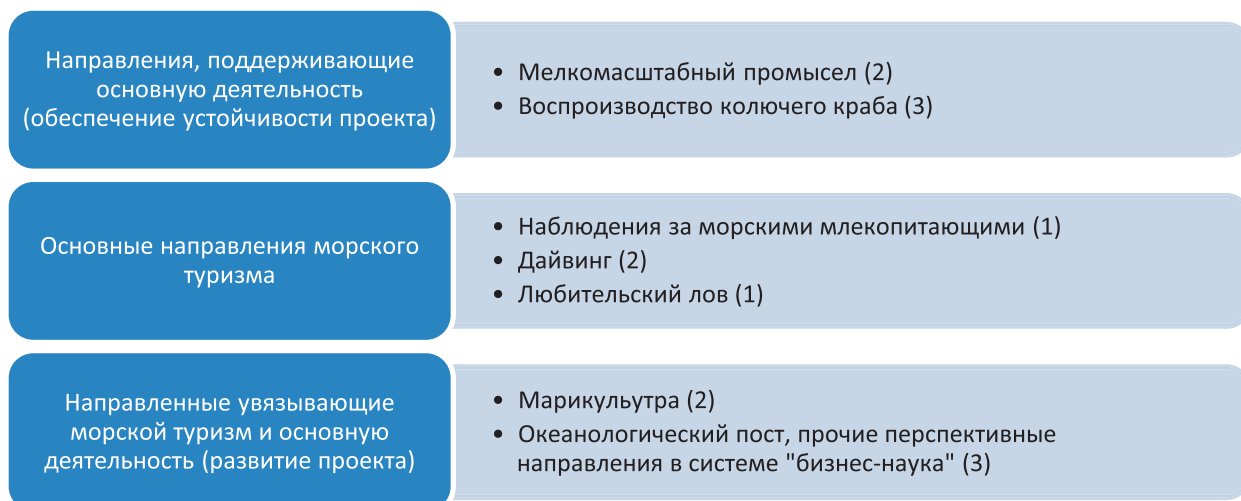 Направления, поддерживающие
основную деятельность
(обеспечение устойчивости проекта)
• Мелкомасштабный промысел (2)
• Воспроизводство колючего краба (3)
Основные направления морского
туризма
• Наблюдения за морскими млекопитающими (1)
• Дайвинг (2)
• Любительский лов (1)
Направленные увязывающие
морской туризм и основную
деятельность (развитие проекта)
• Марикульутра (2)
• Океанологический пост, прочие перспективные
направления в системе "бизнес-наука" (3)